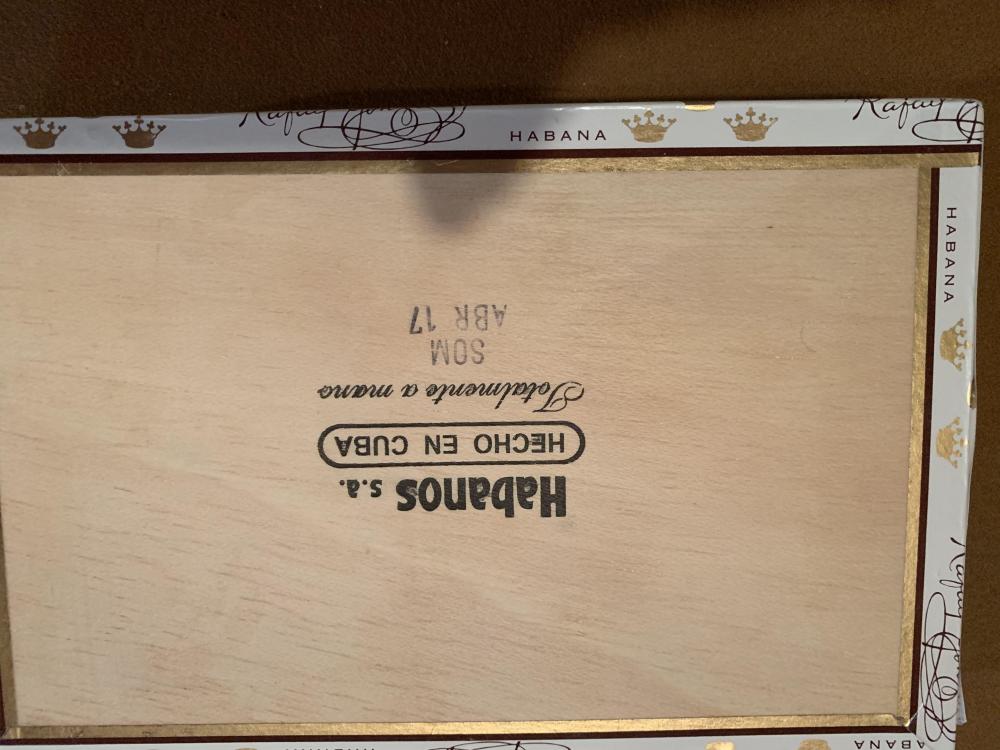 HABANA
HABANA
Habanos s.a.
HECHO EN CUBA
Totalmente a mano
SOM
ABR 17